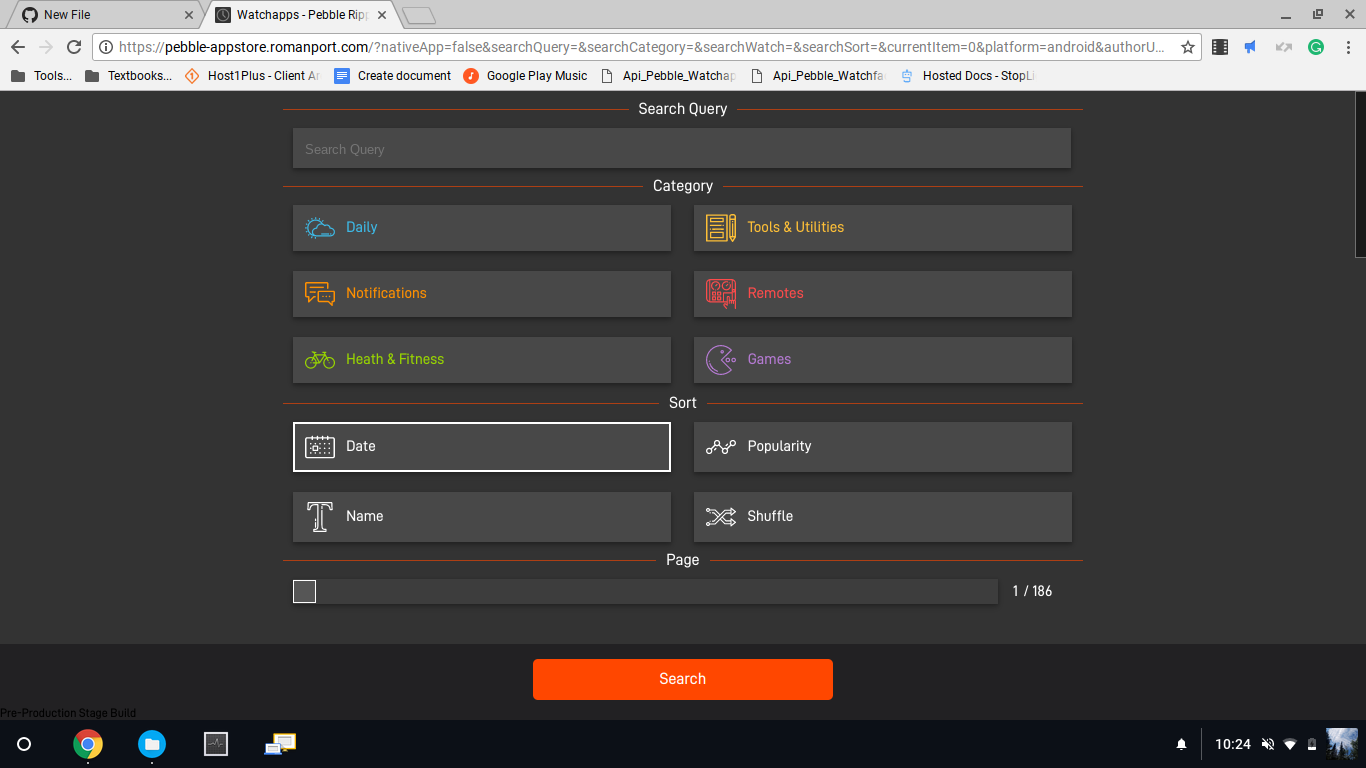 New File
Watchapps - Pebble Rip
https://pebble-appstore.romanport.com/?nativeApp=false&searchQuery=&searchCategory=&searchWatch=&searchSort=&currentItem=0&platform=android&authorU...
Tools...
Textbooks...
Host1Plus - Client Ar
Create document
Google Play Music
Api_Pebble_Watchap
Api_Pebble_Watchfa
Hosted Docs - StopLi
Search Query
Search Query
Category
Daily
Tools & Utilities
Notifications
Remotes
Heath & Fitness
Games
Sort
Date
Popularity
Name
Shuffle
Page
1 / 186
Search
Pre-Production Stage Build
10:24